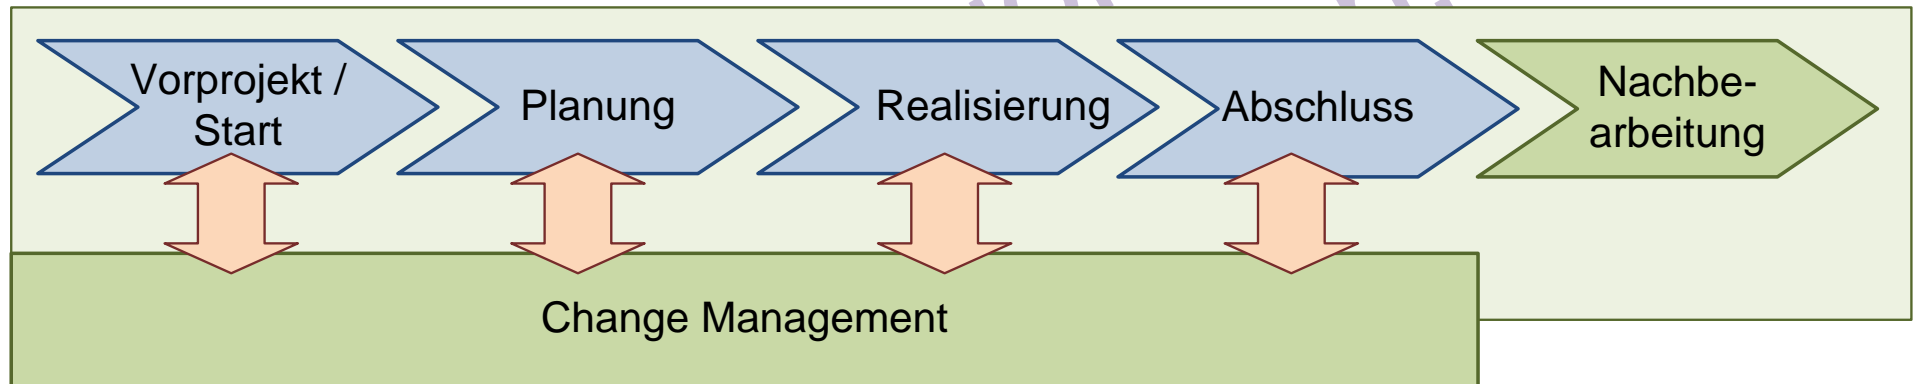 Vorprojekt /
Start
Planung
Realisierung
Abschluss
Nachbe-
arbeitung
Change Management